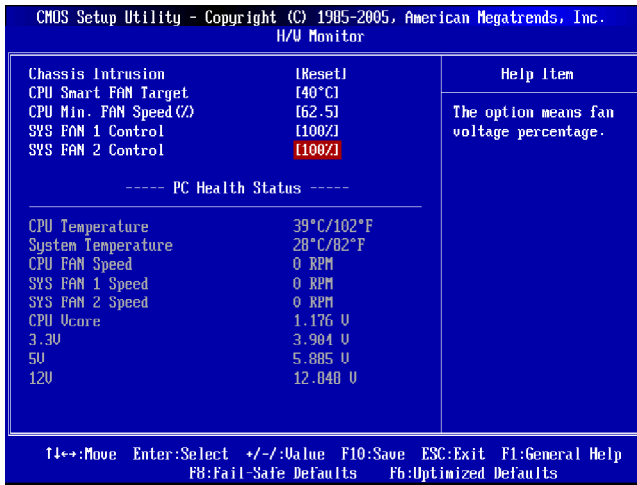 CMOS Setup Utility - Copyright (C) 1985-2005, American Megatrends, Inc.
H/W Monitor
Chassis Intrusion [Reset]
CPU Smart FAN Target [40°C]
CPU Min. FAN Speed(%) [62.5]
SYS FAN 1 Control [100%]
SYS FAN 2 Control [100%]
----- PC Health Status -----
CPU Temperature 39°C/102°F
System Temperature 28°C/82°F
CPU FAN Speed 0 RPM
SYS FAN 1 Speed 0 RPM
SYS FAN 2 Speed 0 RPM
CPU Vcore 1.176 V
3.3V 3.904 V
5V 5.885 V
12V 12.848 V
Help Item
The option means fan
voltage percentage.
↑↓←→:Move Enter:Select +/-/:Value F10:Save ESC:Exit F1:General Help
F8:Fail-Safe Defaults F6:Optimized Defaults